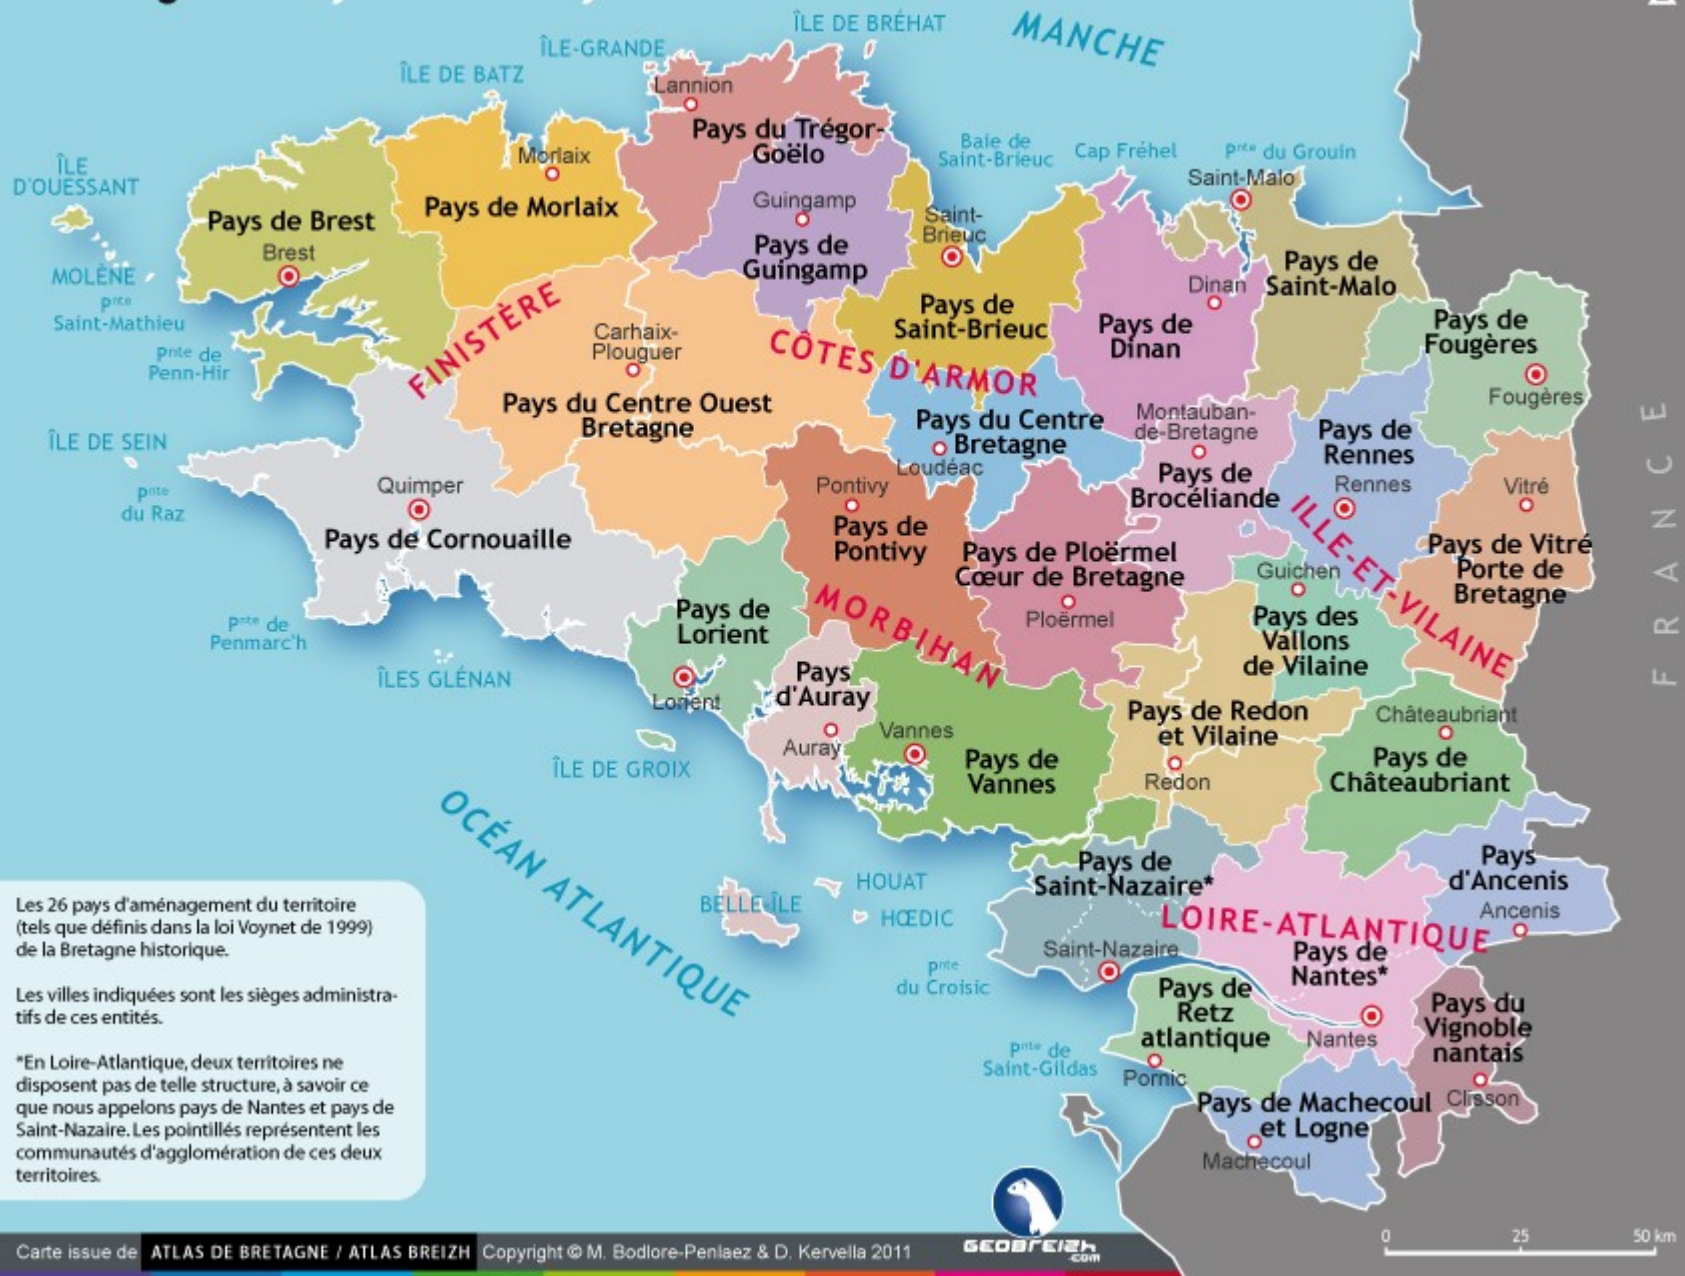 MANCHE
ÎLE DE BRÉHAT
ÎLE-GRANDE
ÎLE DE BATZ
Lannion
Pays du Trégor-
Goëlo
Morlaix
Pays de Morlaix
ÎLE
D'OUESSANT
Pays de Brest
Brest
MOLÈNE
Pnte
Saint-Mathieu
Pnte de
Penn-Hir
Guingamp
Pays de
Guingamp
Baie de
Saint-Brieuc
Cap Fréhel
Pnte du Grouin
Saint-Malo
Saint-
Brieuc
Pays de
Saint-Brieuc
Dinan
Pays de
Dinan
Pays de
Saint-Malo
Pays de
Fougères
Fougères
FINISTÈRE
CÔTES D'ARMOR
Carhaix-
Plouguer
Pays du Centre Ouest
Bretagne
Pays du Centre
Bretagne
Loudéac
Montauban-
de-Bretagne
Pays de
Brocéliande
Pays de
Rennes
Rennes
ILLE-ET-VILAINE
Vitré
Pays de Vitré
Porte de
Bretagne
FRANCE
ÎLE DE SEIN
Pnte
du Raz
Quimper
Pays de Cornouaille
Pnte de
Penmarc'h
ÎLES GLÉNAN
Pontivy
Pays de
Pontivy
Pays de Ploërmel
Cœur de Bretagne
Ploërmel
MORBIHAN
Guichen
Pays des
Vallons
de Vilaine
Pays de
Lorient
Lorient
Pays
d'Auray
Auray
Vannes
Pays de
Vannes
ÎLE DE GROIX
Pays de Redon
et Vilaine
Redon
Châteaubriant
Pays de
Châteaubriant
OCÉAN ATLANTIQUE
BELLE-ÎLE
HOUAT
HŒDIC
Pays de
Saint-Nazaire*
Saint-Nazaire
Pnte
du Croisic
LOIRE-ATLANTIQUE
Pays
d'Ancenis
Ancenis
Pays de
Nantes*
Nantes
Pays de
Retz
atlantique
Pornic
Pnte de
Saint-Gildas
Pays du
Vignoble
nantais
Clisson
Pays de Machecoul
et Logne
Machecoul
Les 26 pays d'aménagement du territoire
(tels que définis dans la loi Voynet de 1999)
de la Bretagne historique.
Les villes indiquées sont les sièges administra-
tifs de ces entités.
*En Loire-Atlantique, deux territoires ne
disposent pas de telle structure, à savoir ce
que nous appelons pays de Nantes et pays de
Saint-Nazaire. Les pointillés représentent les
communautés d'agglomération de ces deux
territoires.
Carte issue de ATLAS DE BRETAGNE / ATLAS BREIZH Copyright © M. Bodlore-Penlaez & D. Kervella 2011
GEOBREIZH
.com
0 25 50 km